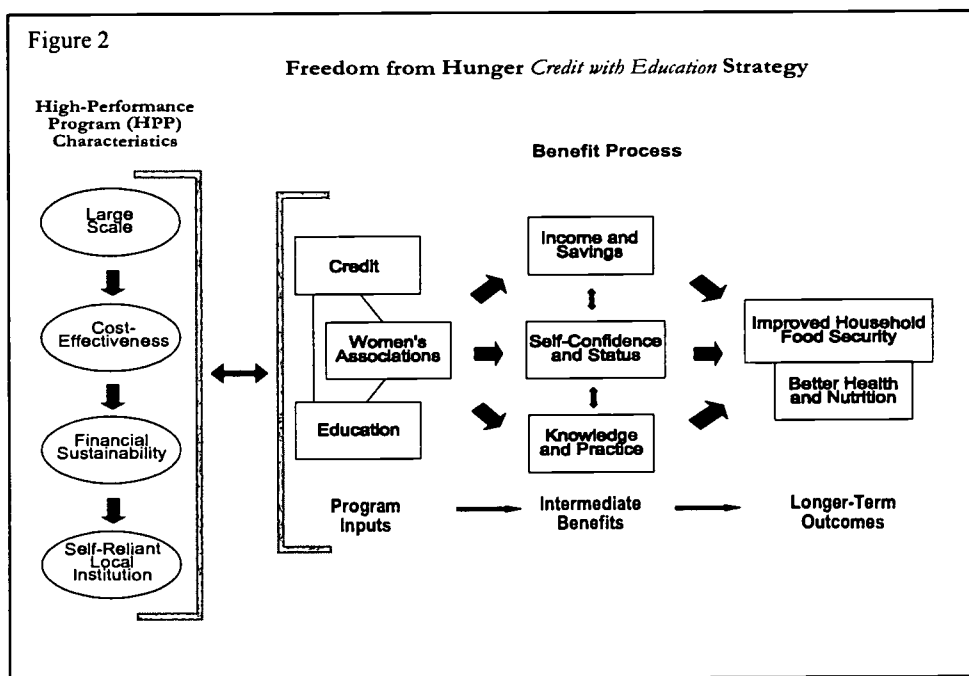 Figure 2
Freedom from Hunger Credit with Education Strategy
High-Performance
Program (HPP)
Characteristics
Large
Scale
Cost-
Effectiveness
Financial
Sustainability
Self-Reliant
Local
Institution
Benefit Process
Credit
Women's
Associations
Education
Program
Inputs
Income and
Savings
Self-Confidence
and Status
Knowledge
and Practice
Intermediate
Benefits
Improved Household
Food Security
Better Health
and Nutrition
Longer-Term
Outcomes